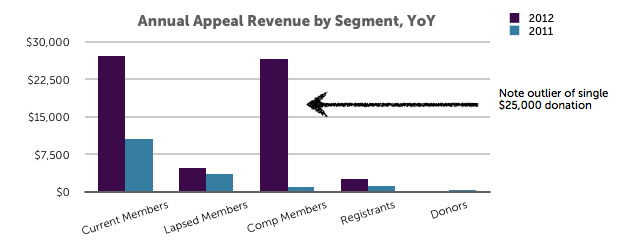 Annual Appeal Revenue by Segment, YoY
2012
2011
$30,000
$22,500
$15,000
$7,500
$0
Note outlier of single
$25,000 donation
Current Members
Lapsed Members
Comp Members
Registrants
Donors